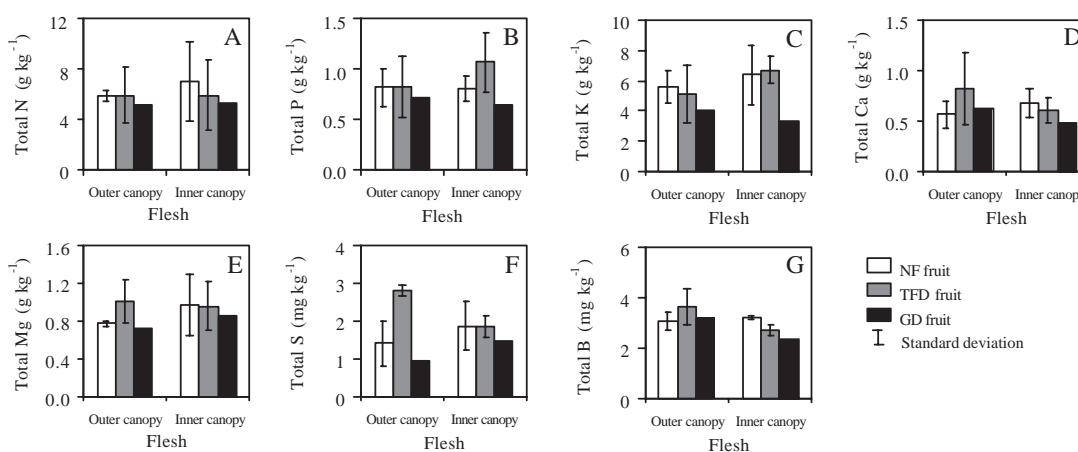 A
Total N (g kg-1)
12
8
4
0
Outer canopy Inner canopy
Flesh
B
Total P (g kg-1)
1.5
1.0
0.5
0.0
Outer canopy Inner canopy
Flesh
C
Total K (g kg-1)
10
8
6
4
2
0
Outer canopy Inner canopy
Flesh
D
Total Ca (g kg-1)
1.5
1.0
0.5
0.0
Outer canopy Inner canopy
Flesh
E
Total Mg (g kg-1)
1.6
1.2
0.8
0.4
0.0
Outer canopy Inner canopy
Flesh
F
Total S (mg kg-1)
4
3
2
1
0
Outer canopy Inner canopy
Flesh
G
Total B (mg kg-1)
6
4
2
0
Outer canopy Inner canopy
Flesh
NF fruit
TFD fruit
GD fruit
Standard deviation